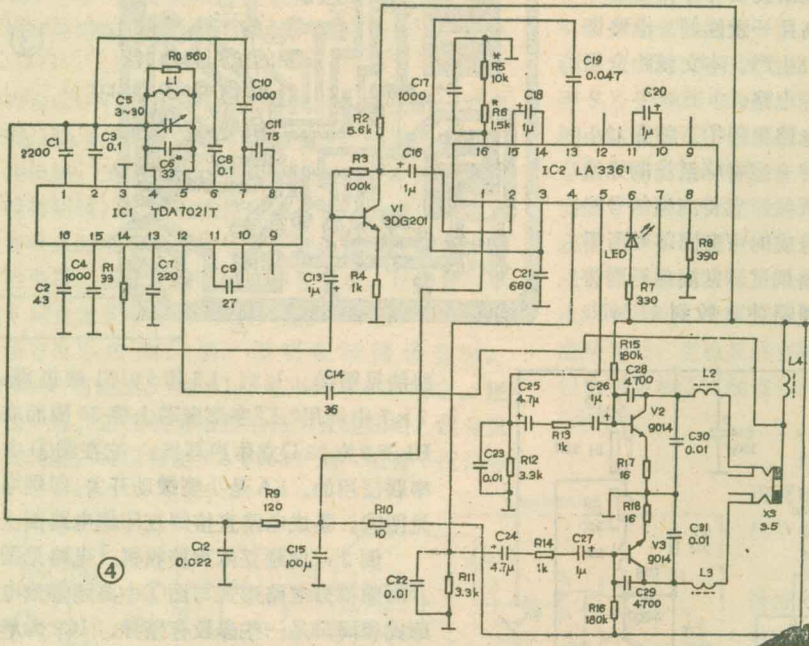 R6 560
L1
C5
3~30
C6*
33
C1
2200
C3
0.1
C8
0.1
C10
1000
C11
75
1 2 3 4 5 6 7 8
IC1 TDA7021T
16 15 14 13 12 11 10 9
C2
43
C4
1000
R1
39
C7
220
C9
27
R2
5.6k
R3
100k
C16
1μ
V1
3DG201
C13
1μ
R4
1k
C17
1000
*
R5
10k
*
R6
1.5k
C18
1μ
C19
0.047
C20
1μ
16 15 14 13 12 11 10 9
IC2 LA3361
1 2 3 4 5 6 7 8
C21
680
LED
R7
330
R8
390
C14
36
R15
180k
C28
4700
C25
4.7μ
C26
1μ
R13
V2
9014
L2
L4
C23
0.01
R12
3.3k
R17
16
C30
0.01
R18
16
X3
3.5
R9
120
R10
10
C12
0.022
C15
100μ
C22
0.01
R11
3.3k
C24
4.7μ
R14
1k
C27
1μ
V3
9014
C31
0.01
C29
4700
L3
R16
180k
④